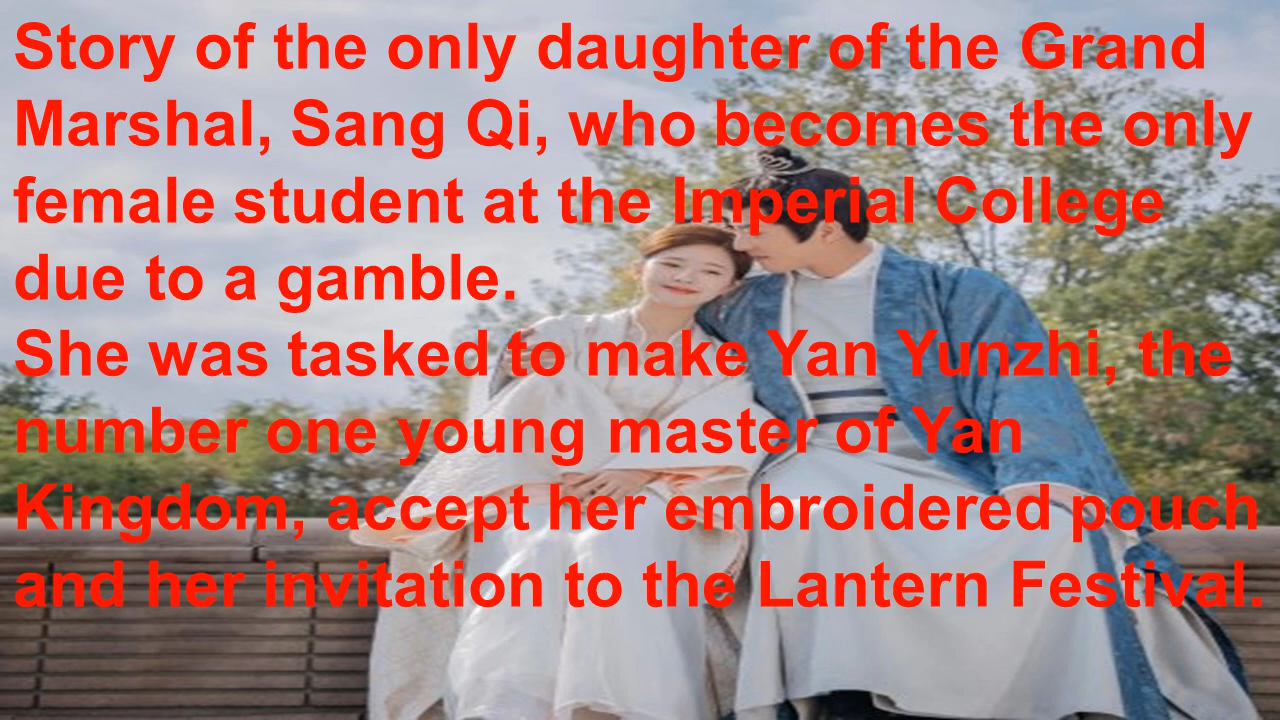 Story of the only daughter of the Grand
Marshal, Sang Qi, who becomes the only
female student at the Imperial College
due to a gamble.
She was tasked to make Yan Yunzhi, the
number one young master of Yan
Kingdom, accept her embroidered pouch
and her invitation to the Lantern Festival.